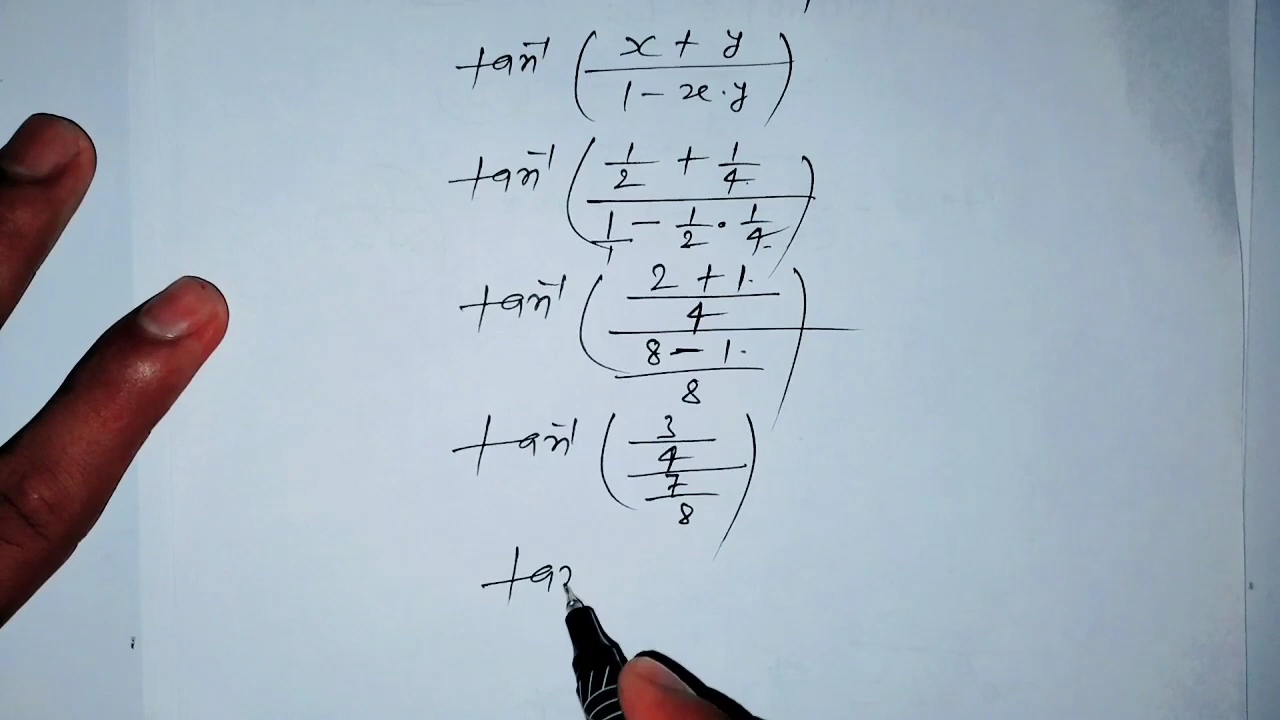 tan⁻¹ ( (x + y) / (1 - x·y) )
tan⁻¹ ( (1/2 + 1/4) / (1/1 - 1/2 · 1/4) )
tan⁻¹ ( ((2 + 1) / 4) / ((8 - 1) / 8) )
tan⁻¹ ( (3/4) / (7/8) )
tan